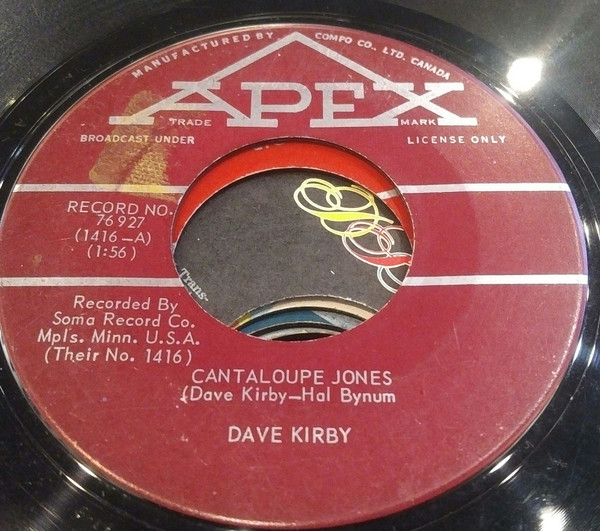 MANUFACTURED BY COMPO CO., LTD. CANADA
APEX
TRADE MARK
BROADCAST UNDER LICENSE ONLY
RECORD NO.
76927
(1416-A)
(1:56)
Trans-
Recorded By
Soma Record Co.
Mpls. Minn. U.S.A.
(Their No. 1416)
CANTALOUPE JONES
(Dave Kirby-Hal Bynum
DAVE KIRBY